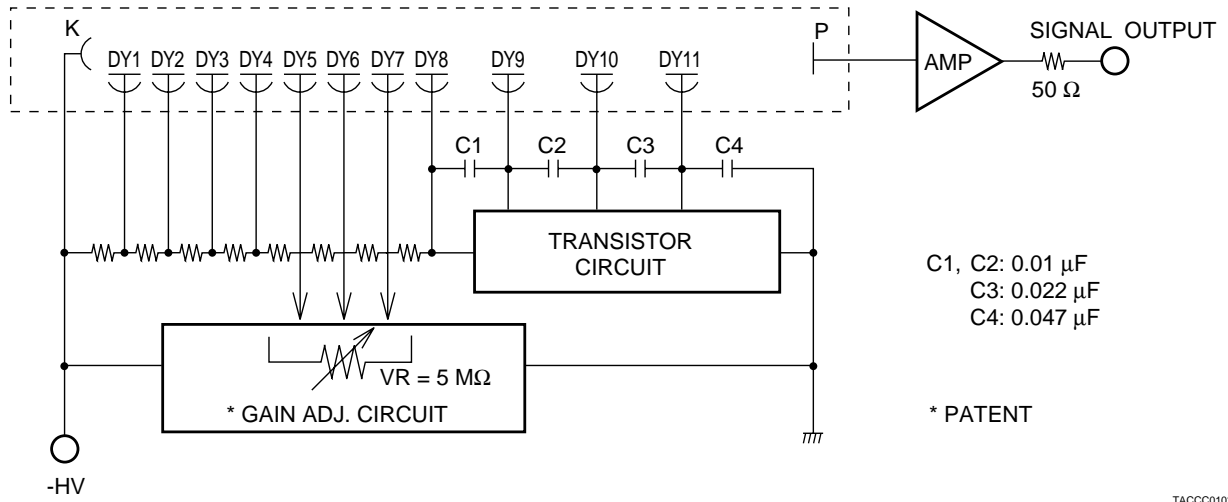 K
DY1 DY2 DY3 DY4 DY5 DY6 DY7 DY8 DY9 DY10 DY11
P
AMP
SIGNAL OUTPUT
50 Ω
C1 C2 C3 C4
TRANSISTOR
CIRCUIT
C1, C2: 0.01 μF
C3: 0.022 μF
C4: 0.047 μF
VR = 5 MΩ
* GAIN ADJ. CIRCUIT
* PATENT
-HV